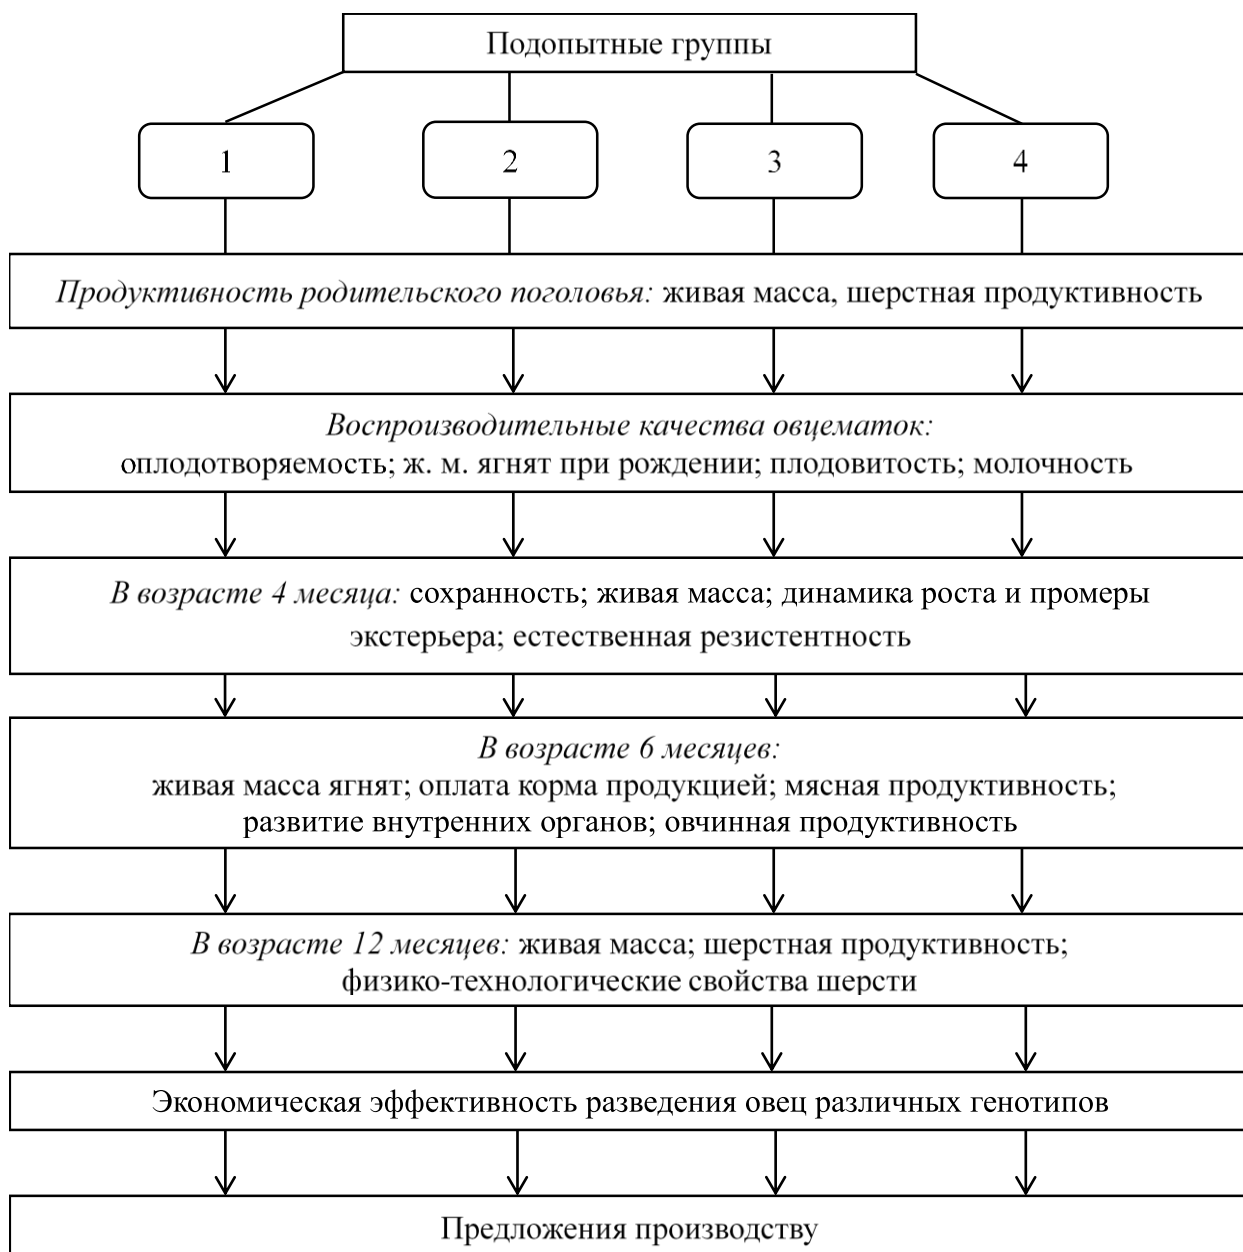 Подопытные группы
1
2
3
4
Продуктивность родительского поголовья: живая масса, шерстная продуктивность
Воспроизводительные качества овцематок:
оплодотворяемость; ж. м. ягнят при рождении; плодовитость; молочность
В возрасте 4 месяца: сохранность; живая масса; динамика роста и промеры
экстерьера; естественная резистентность
В возрасте 6 месяцев:
живая масса ягнят; оплата корма продукцией; мясная продуктивность;
развитие внутренних органов; овчинная продуктивность
В возрасте 12 месяцев: живая масса; шерстная продуктивность;
физико-технологические свойства шерсти
Экономическая эффективность разведения овец различных генотипов
Предложения производству